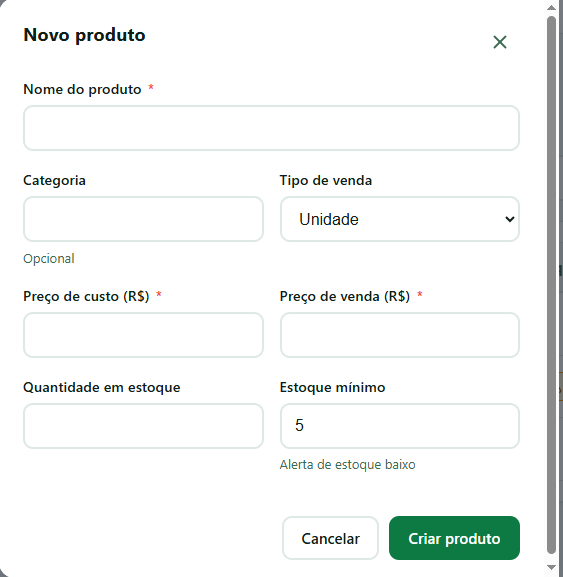 Novo produto
Nome do produto *
Categoria
Tipo de venda
Unidade
Opcional
Preço de custo (R$) *
Preço de venda (R$) *
Quantidade em estoque
Estoque mínimo
5
Alerta de estoque baixo
Cancelar
Criar produto